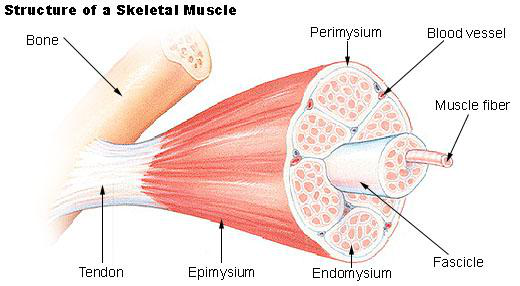 Structure of a Skeletal Muscle
Perimysium
Blood vessel
Bone
Muscle fiber
Fascicle
Tendon
Epimysium
Endomysium